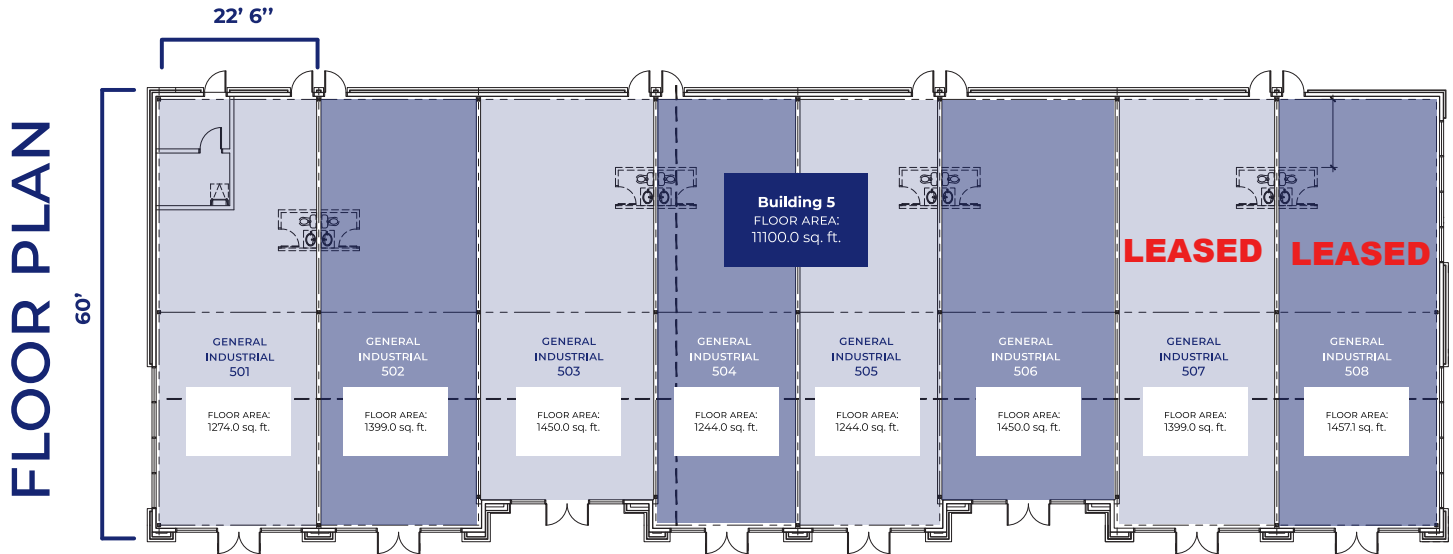 FLOOR PLAN
22’ 6’’
60’
Building 5
FLOOR AREA:
11100.0 sq. ft.
LEASED
LEASED
GENERAL
INDUSTRIAL
501
FLOOR AREA:
1274.0 sq. ft.
GENERAL
INDUSTRIAL
502
FLOOR AREA:
1399.0 sq. ft.
GENERAL
INDUSTRIAL
503
FLOOR AREA:
1450.0 sq. ft.
GENERAL
INDUSTRIAL
504
FLOOR AREA:
1244.0 sq. ft.
GENERAL
INDUSTRIAL
505
FLOOR AREA:
1244.0 sq. ft.
GENERAL
INDUSTRIAL
506
FLOOR AREA:
1450.0 sq. ft.
GENERAL
INDUSTRIAL
507
FLOOR AREA:
1399.0 sq. ft.
GENERAL
INDUSTRIAL
508
FLOOR AREA:
1457.1 sq. ft.